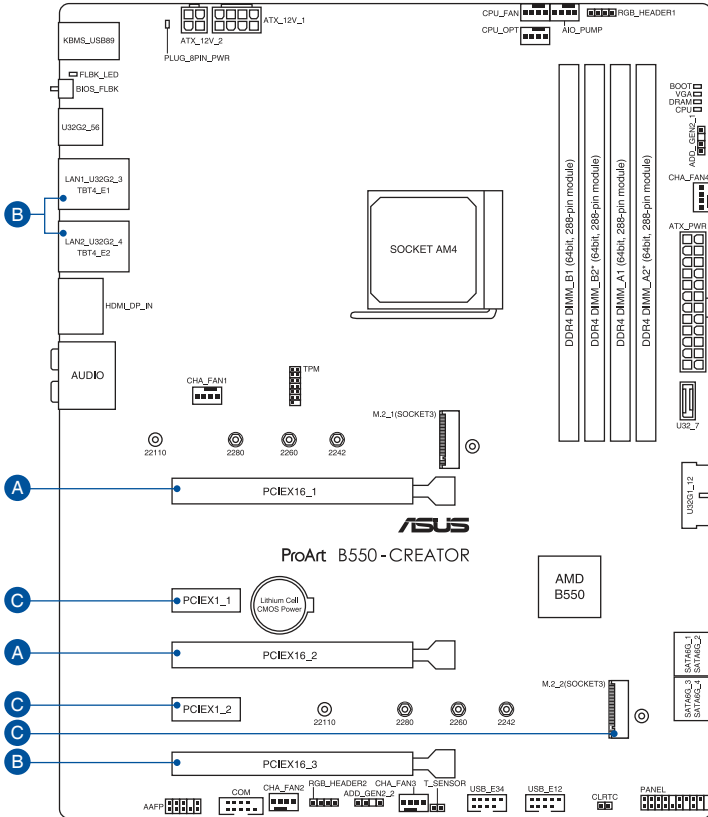 KBMS_USB89
ATX_12V_2
ATX_12V_1
PLUG_8PIN_PWR
CPU_FAN
AIO_PUMP
RGB_HEADER1
CPU_OPT
FLBK_LED
BIOS_FLBK
U32G2_56
BOOT
VGA
DRAM
CPU
ADD_GEN2_1
LAN1_U32G2_3
TBT4_E1
CHA_FAN4
B
LAN2_U32G2_4
TBT4_E2
SOCKET AM4
DDR4 DIMM_B1 (64bit, 288-pin module)
DDR4 DIMM_B2* (64bit, 288-pin module)
DDR4 DIMM_A1 (64bit, 288-pin module)
DDR4 DIMM_A2* (64bit, 288-pin module)
ATX_PWR
HDMI_DP_IN
AUDIO
CHA_FAN1
TPM
M.2_1(SOCKET3)
U32_7
22110
2280
2260
2242
A
PCIEX16_1
U32G1_12
ASUS
ProArt B550-CREATOR
AMD
B550
C
PCIEX1_1
Lithium Cell
CMOS Power
A
PCIEX16_2
SATA6G_1
SATA6G_2
M.2_2(SOCKET3)
SATA6G_3
SATA6G_4
C
PCIEX1_2
22110
2280
2260
2242
C
B
PCIEX16_3
AAFP
COM
CHA_FAN2
RGB_HEADER2
ADD_GEN2_2
CHA_FAN3
T_SENSOR
USB_E34
USB_E12
CLRTC
PANEL